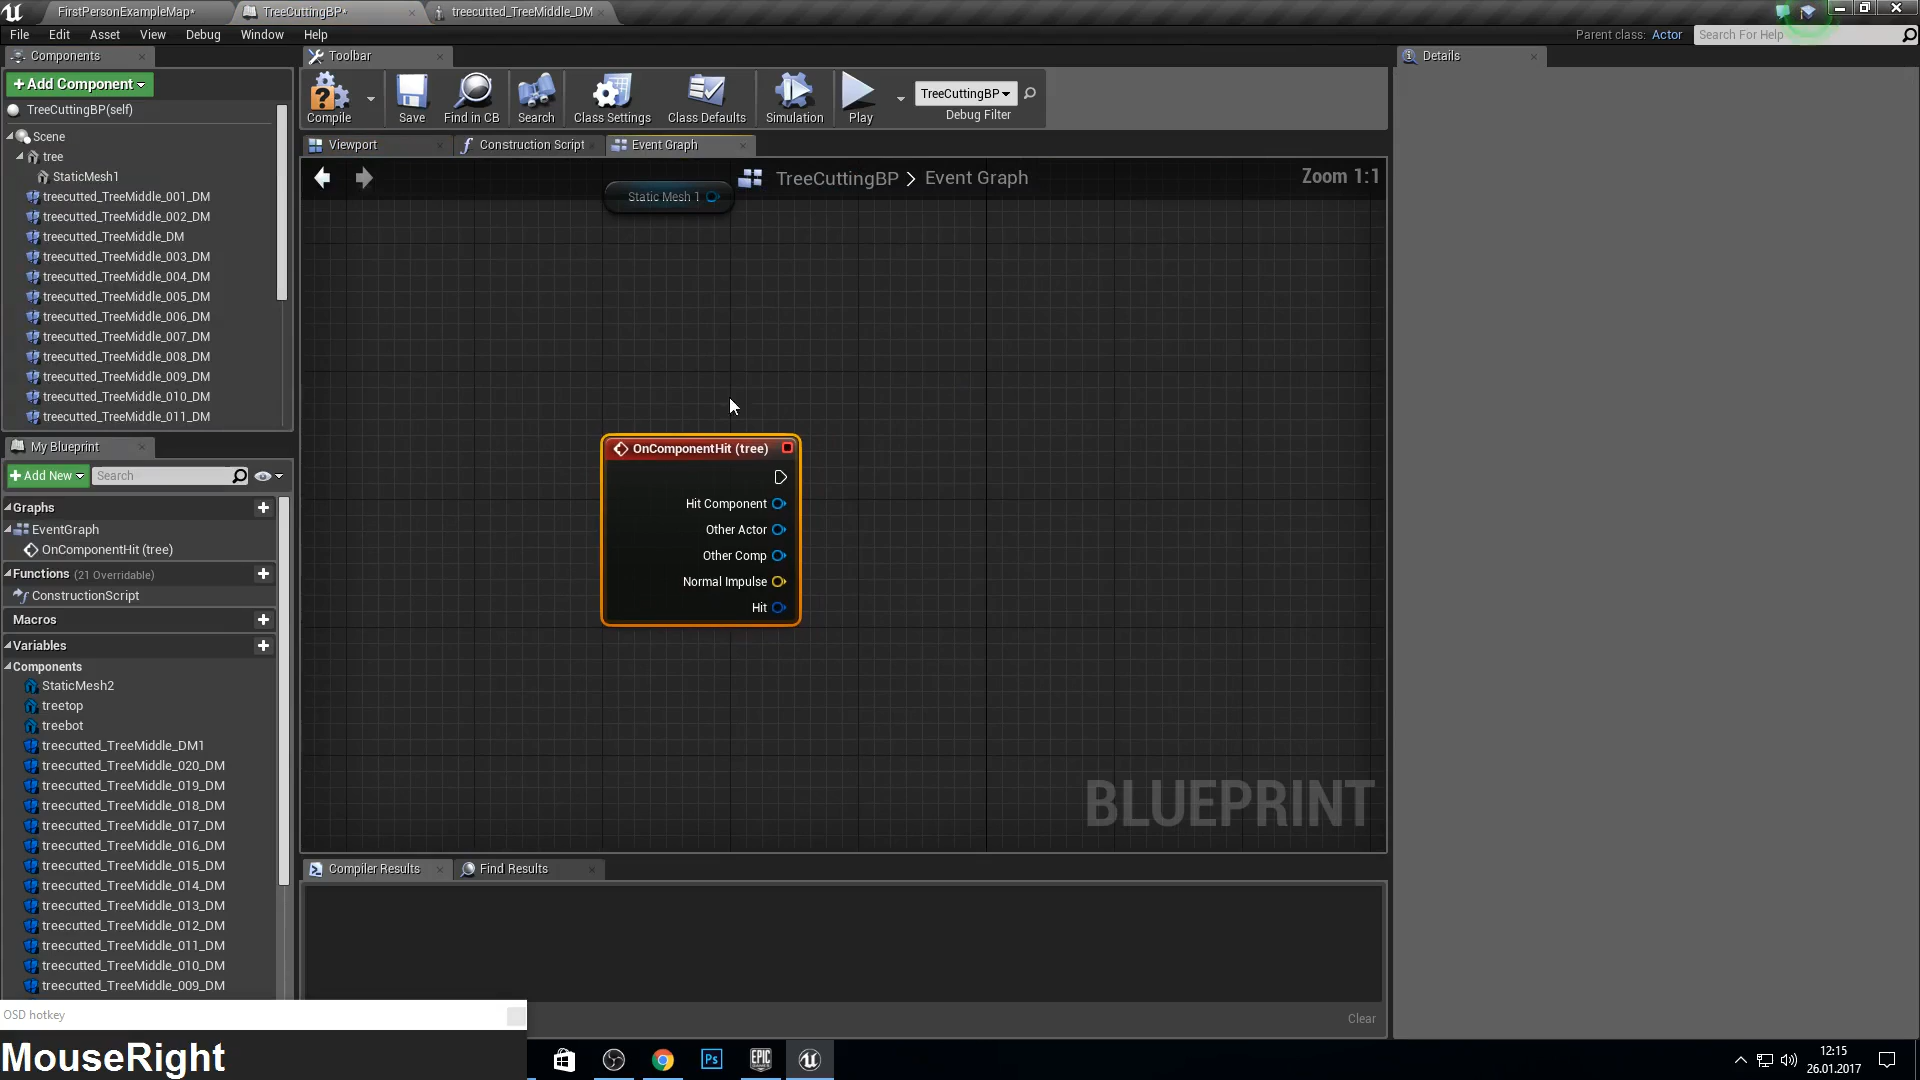 FirstPersonExampleMap*
TreeCuttingBP*
treecutted_TreeMiddle_DM
File Edit Asset View Debug Window Help
Parent class: Actor
Search For Help
Components
+ Add Component
TreeCuttingBP(self)
Scene
tree
StaticMesh1
treecutted_TreeMiddle_001_DM
treecutted_TreeMiddle_002_DM
treecutted_TreeMiddle_DM
treecutted_TreeMiddle_003_DM
treecutted_TreeMiddle_004_DM
treecutted_TreeMiddle_005_DM
treecutted_TreeMiddle_006_DM
treecutted_TreeMiddle_007_DM
treecutted_TreeMiddle_008_DM
treecutted_TreeMiddle_009_DM
treecutted_TreeMiddle_010_DM
treecutted_TreeMiddle_011_DM
My Blueprint
+ Add New
Search
Graphs
EventGraph
OnComponentHit (tree)
Functions (21 Overridable)
ConstructionScript
Macros
Variables
Components
StaticMesh2
treetop
treebot
treecutted_TreeMiddle_DM1
treecutted_TreeMiddle_020_DM
treecutted_TreeMiddle_019_DM
treecutted_TreeMiddle_018_DM
treecutted_TreeMiddle_017_DM
treecutted_TreeMiddle_016_DM
treecutted_TreeMiddle_015_DM
treecutted_TreeMiddle_014_DM
treecutted_TreeMiddle_013_DM
treecutted_TreeMiddle_012_DM
treecutted_TreeMiddle_011_DM
treecutted_TreeMiddle_010_DM
treecutted_TreeMiddle_009_DM
Toolbar
Compile
Save
Find in CB
Search
Class Settings
Class Defaults
Simulation
Play
TreeCuttingBP
Debug Filter
Viewport
Construction Script
Event Graph
TreeCuttingBP > Event Graph
Zoom 1:1
Static Mesh 1
OnComponentHit (tree)
Hit Component
Other Actor
Other Comp
Normal Impulse
Hit
BLUEPRINT
Compiler Results
Find Results
Clear
Details
OSD hotkey
MouseRight
Ps
EPIC
GAMES
12:15
26.01.2017